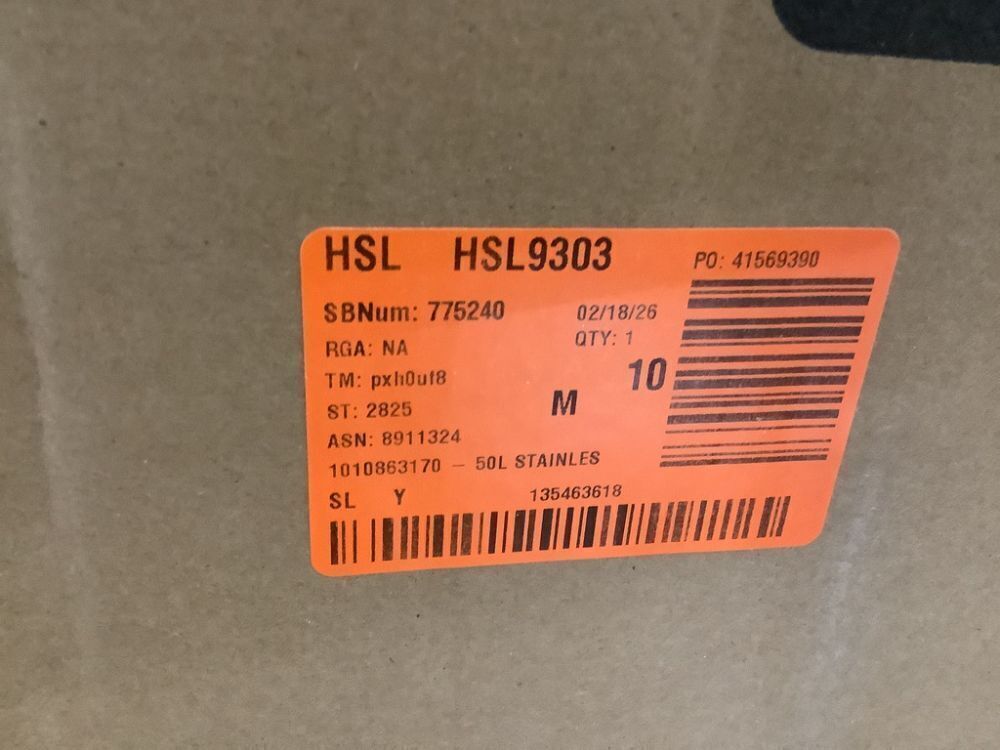 HSL HSL9303 PO: 41569390
SBNum: 775240 02/18/26
RGA: NA QTY: 1
TM: pxh0uf8 10
ST: 2825 M
ASN: 8911324
1010863170 – 50L STAINLES
SL Y 135463618